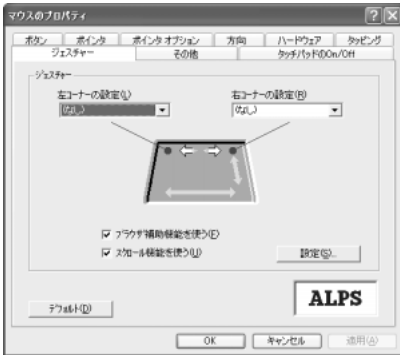 マウスのプロパティ
ボタン ポインタ ポインタ オプション 方向 ハードウェア タッピング
ジェスチャー その他 タッチパッドのOn/Off
ジェスチャー
左コーナーの設定(L) 右コーナーの設定(R)
(なし) (なし)
ブラウザ補助機能を使う(E)
スクロール機能を使う(U) 設定(S)...
デフォルト(D) ALPS
OK キャンセル 適用(A)